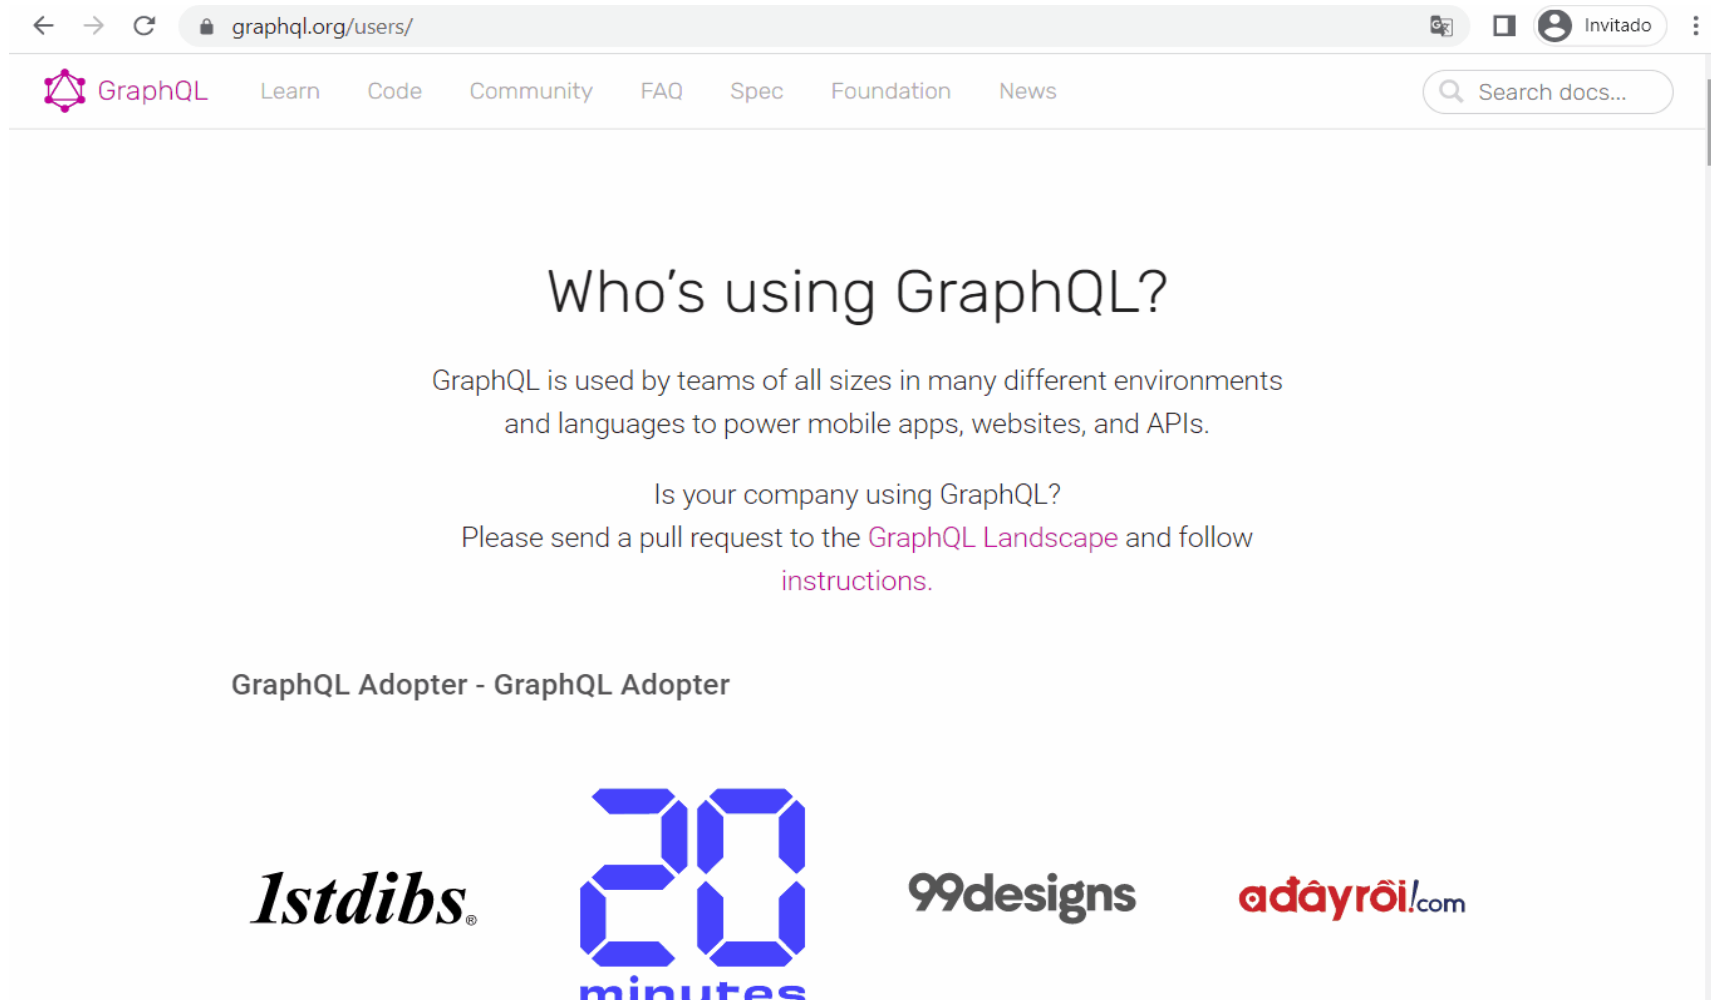 graphql.org/users/
Invitado
GraphQL Learn Code Community FAQ Spec Foundation News
Search docs...
Who's using GraphQL?
GraphQL is used by teams of all sizes in many different environments
and languages to power mobile apps, websites, and APIs.
Is your company using GraphQL?
Please send a pull request to the GraphQL Landscape and follow
instructions.
GraphQL Adopter - GraphQL Adopter
1stdibs®
20
minutes
99designs
ađâyrồi!.com